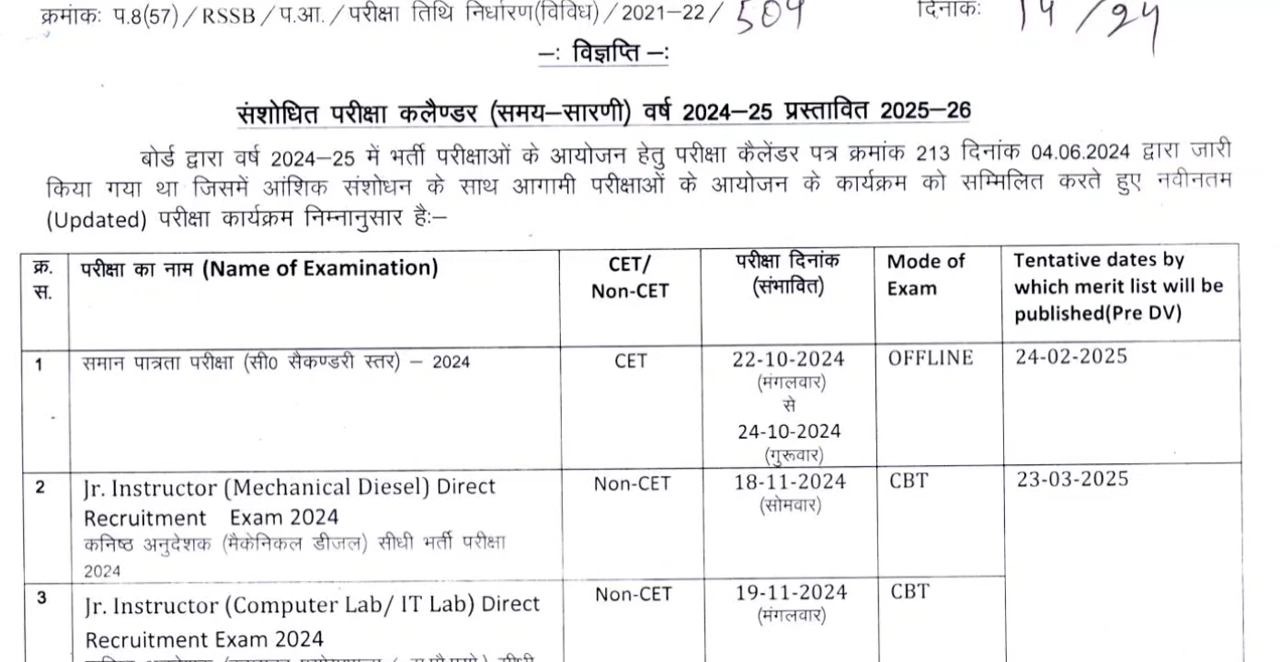 क्रमांकः प.8(57)/RSSB/प.आ./परीक्षा तिथि निर्धारण(विविध)/2021–22/509 दिनांकः
–: विज्ञप्ति –:
संशोधित परीक्षा कलैण्डर (समय–सारणी) वर्ष 2024–25 प्रस्तावित 2025–26
बोर्ड द्वारा वर्ष 2024–25 में भर्ती परीक्षाओं के आयोजन हेतु परीक्षा कैलेंडर पत्र क्रमांक 213 दिनांक 04.06.2024 द्वारा जारी
किया गया था जिसमें आंशिक संशोधन के साथ आगामी परीक्षाओं के आयोजन के कार्यक्रम को सम्मिलित करते हुए नवीनतम
(Updated) परीक्षा कार्यक्रम निम्नानुसार हैः–
क्र. स.
परीक्षा का नाम (Name of Examination)
CET/
Non-CET
परीक्षा दिनांक
(संभावित)
Mode of
Exam
Tentative dates by
which merit list will be
published(Pre DV)
1
समान पात्रता परीक्षा (सी0 सैकण्डरी स्तर) – 2024
CET
22-10-2024
(मंगलवार)
से
24-10-2024
(गुरूवार)
OFFLINE
24-02-2025
2
Jr. Instructor (Mechanical Diesel) Direct
Recruitment Exam 2024
कनिष्ठ अनुदेशक (मैकेनिकल डीजल) सीधी भर्ती परीक्षा
2024
Non-CET
18-11-2024
(सोमवार)
CBT
23-03-2025
3
Jr. Instructor (Computer Lab/ IT Lab) Direct
Recruitment Exam 2024
Non-CET
19-11-2024
(मंगलवार)
CBT